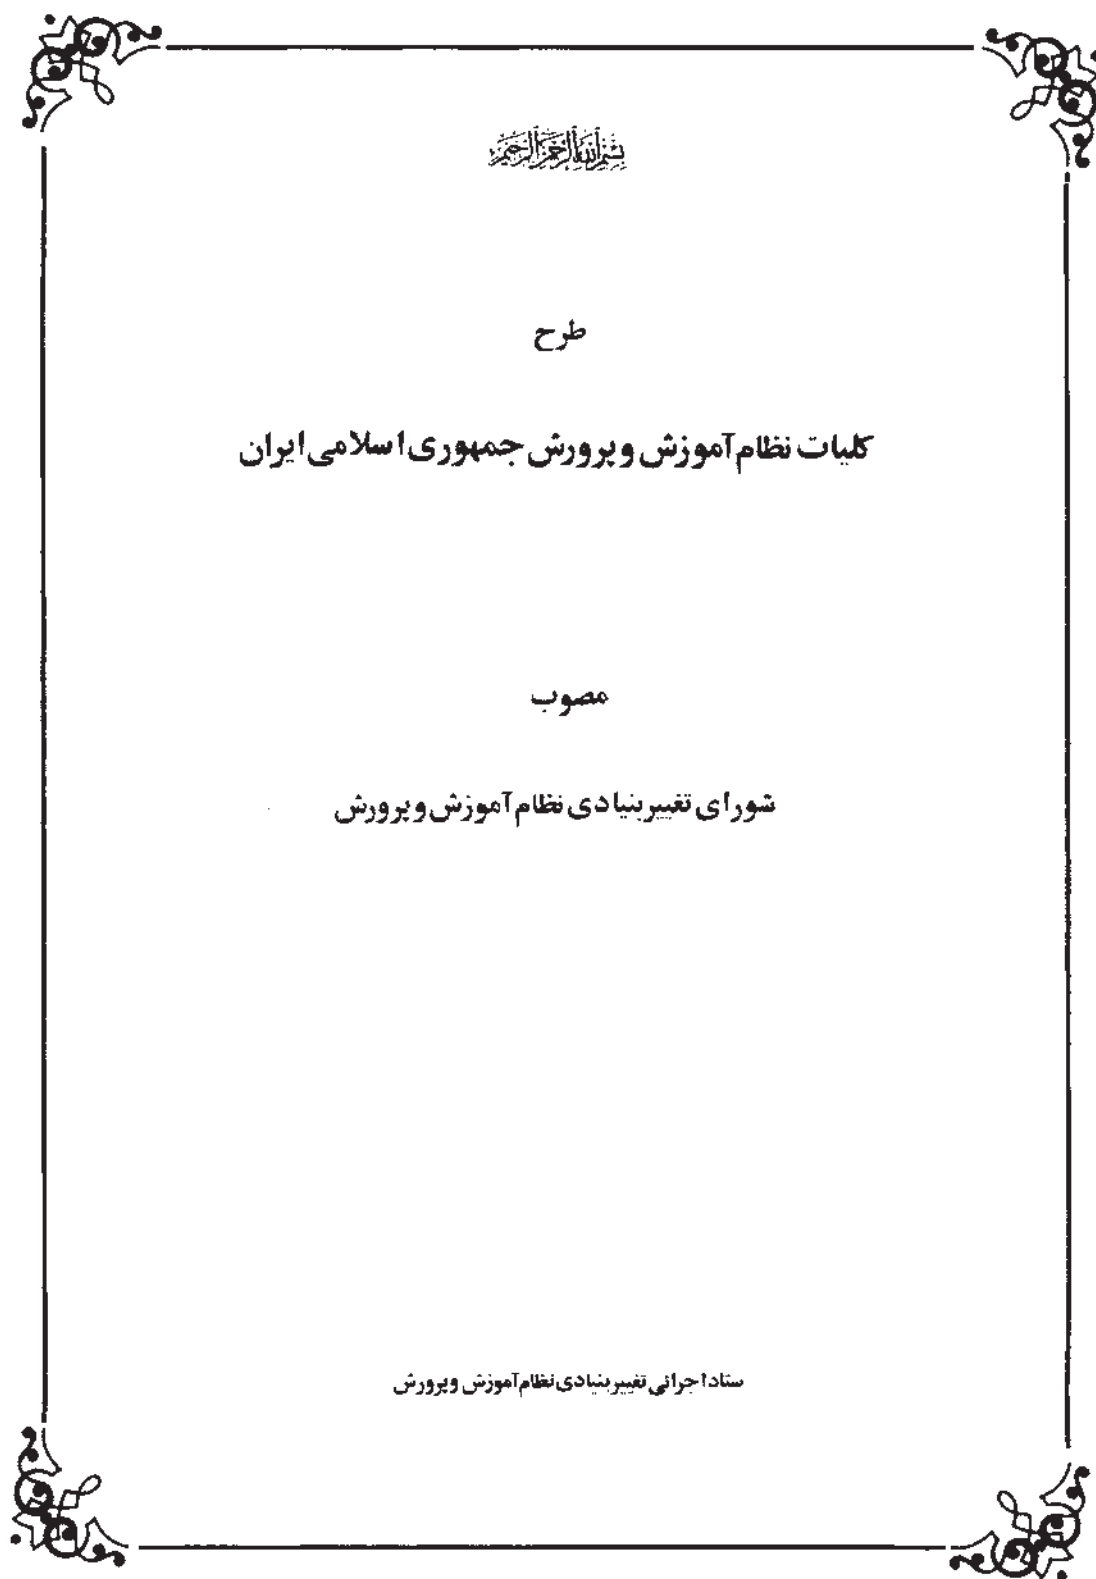 بسم الله الرحمن الرحيم
طرح
کلیات نظام آموزش و پرورش جمهوری اسلامی ایران
مصوب
شورای تغییر بنیادی نظام آموزش و پرورش
ستاد اجرائی تغییر بنیادی نظام آموزش و پرورش